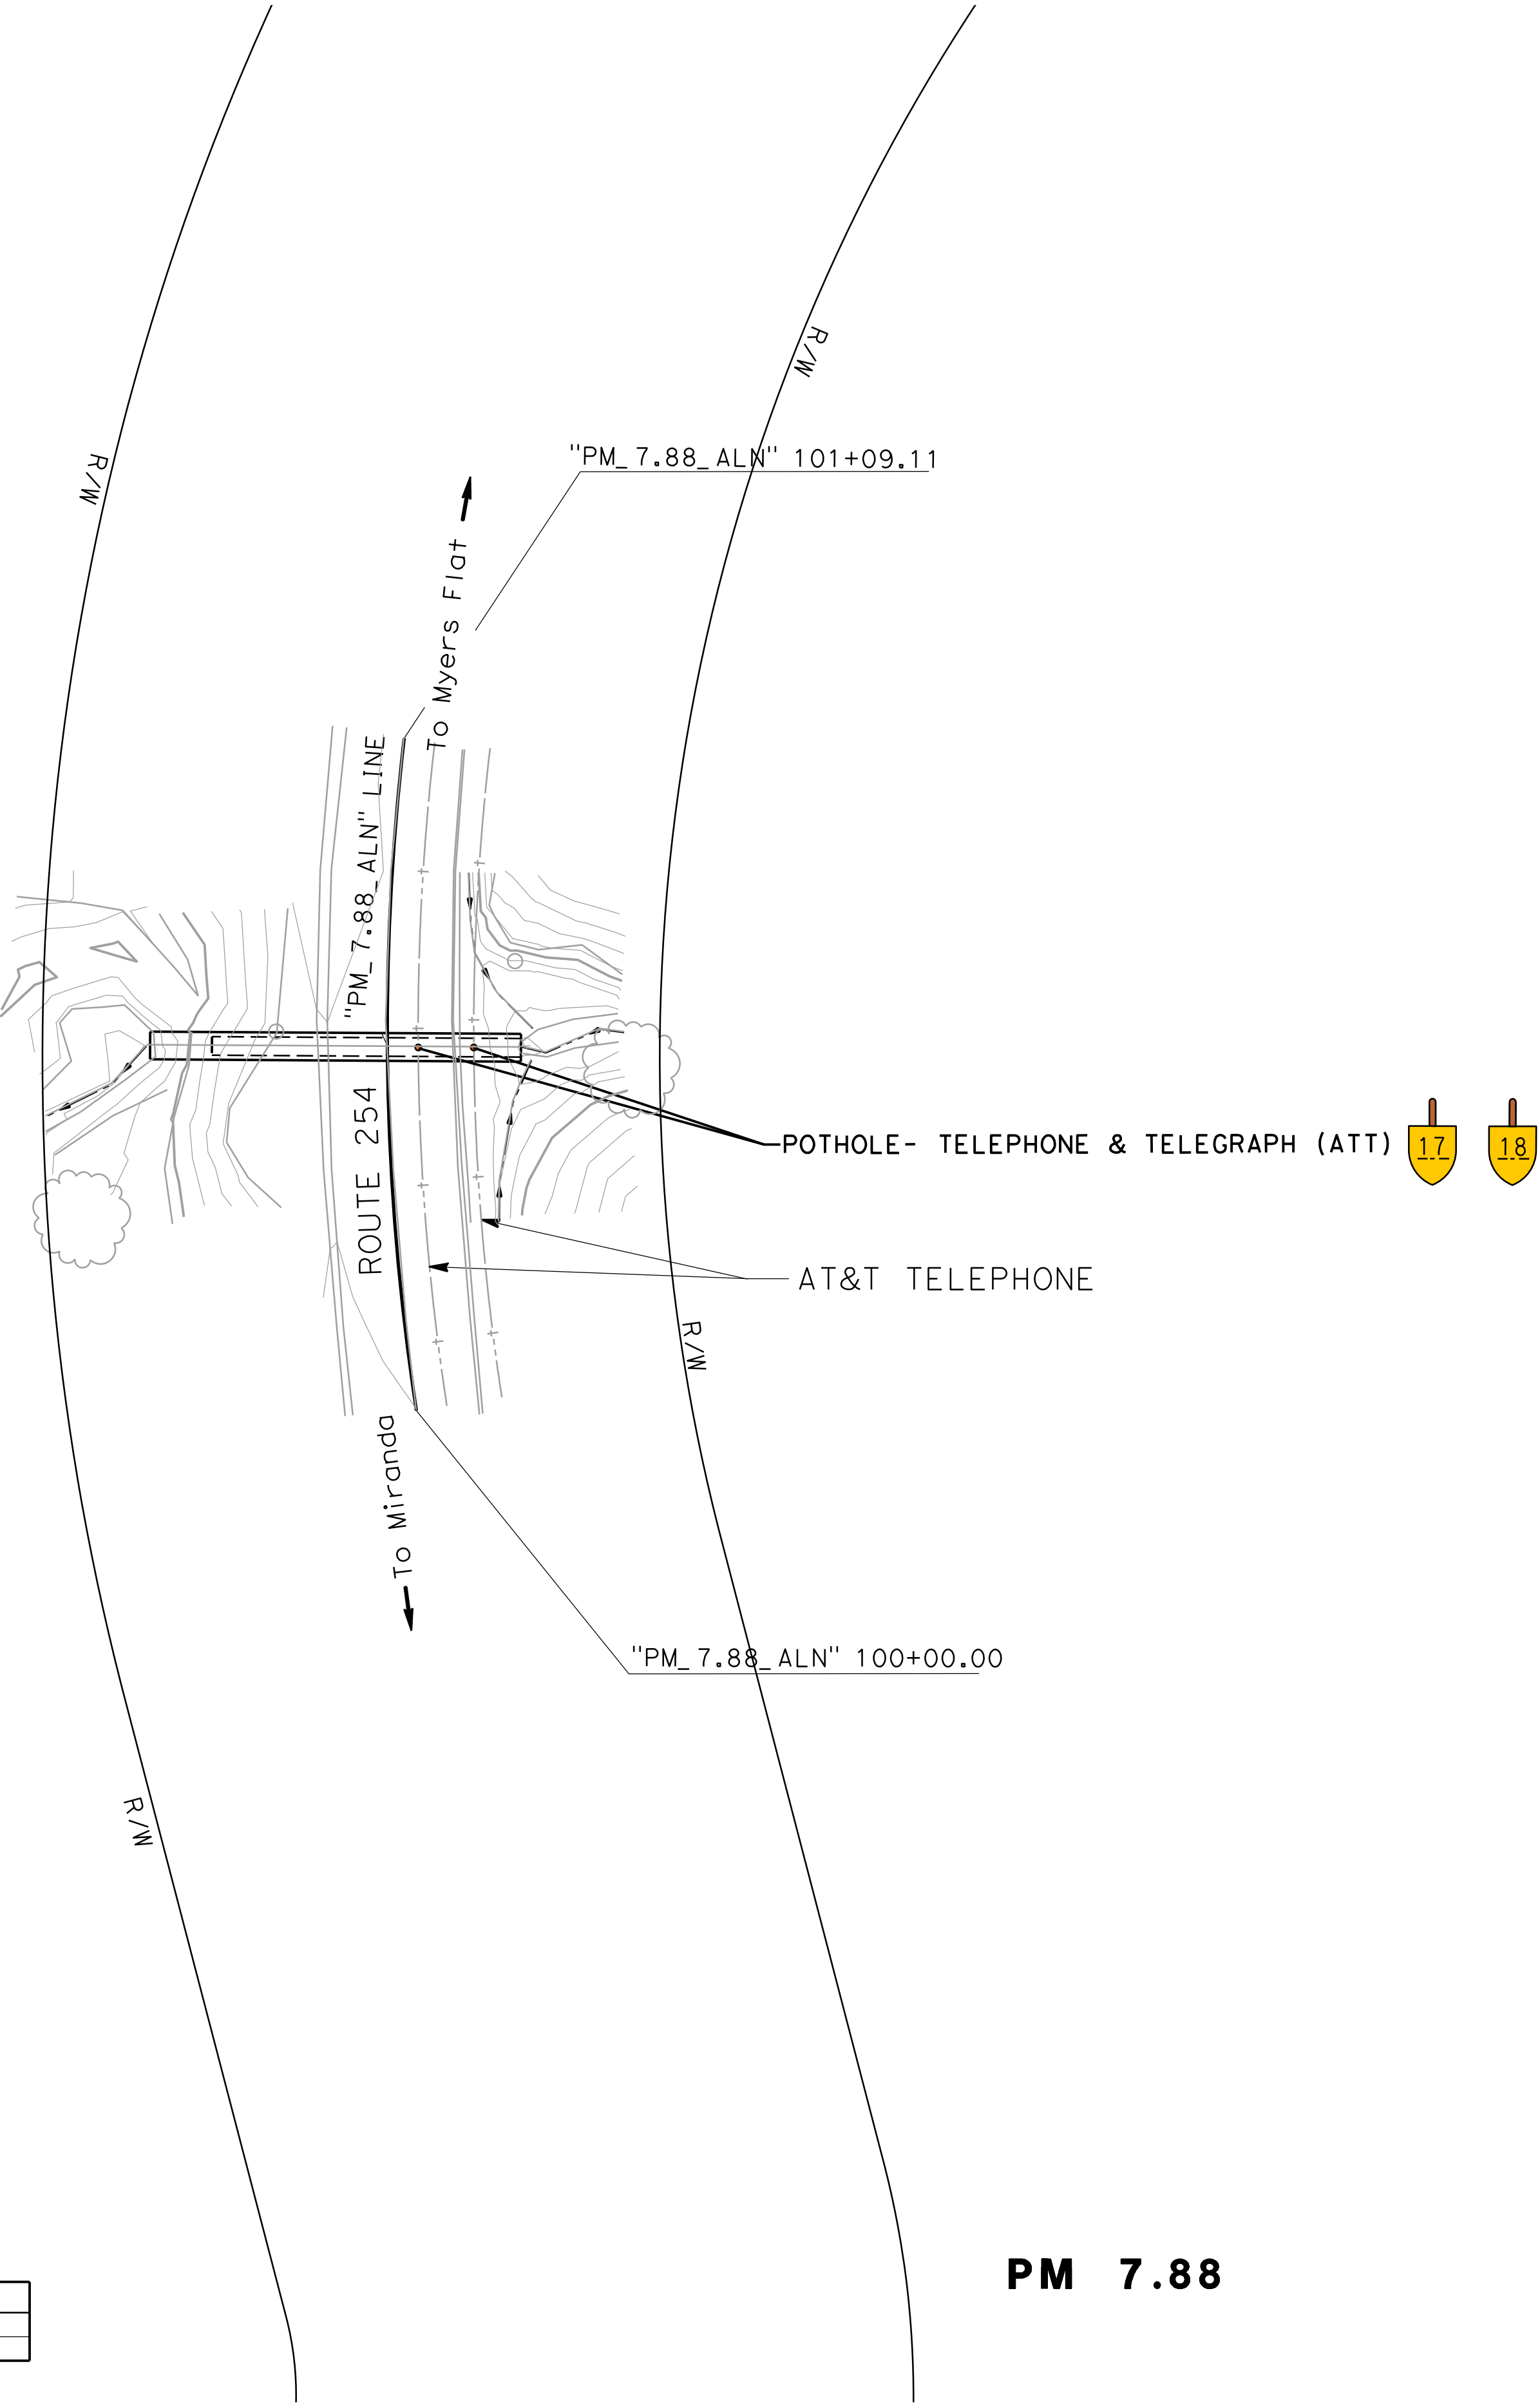 R/W
R/W
"PM_7.88_ALN" 101+09.11
To Myers Flat
"PM_7.88_ALN" LINE
ROUTE 254
POTHOLE- TELEPHONE & TELEGRAPH (ATT) 17 18
AT&T TELEPHONE
R/W
To Miranda
"PM_7.88_ALN" 100+00.00
R/W
PM 7.88